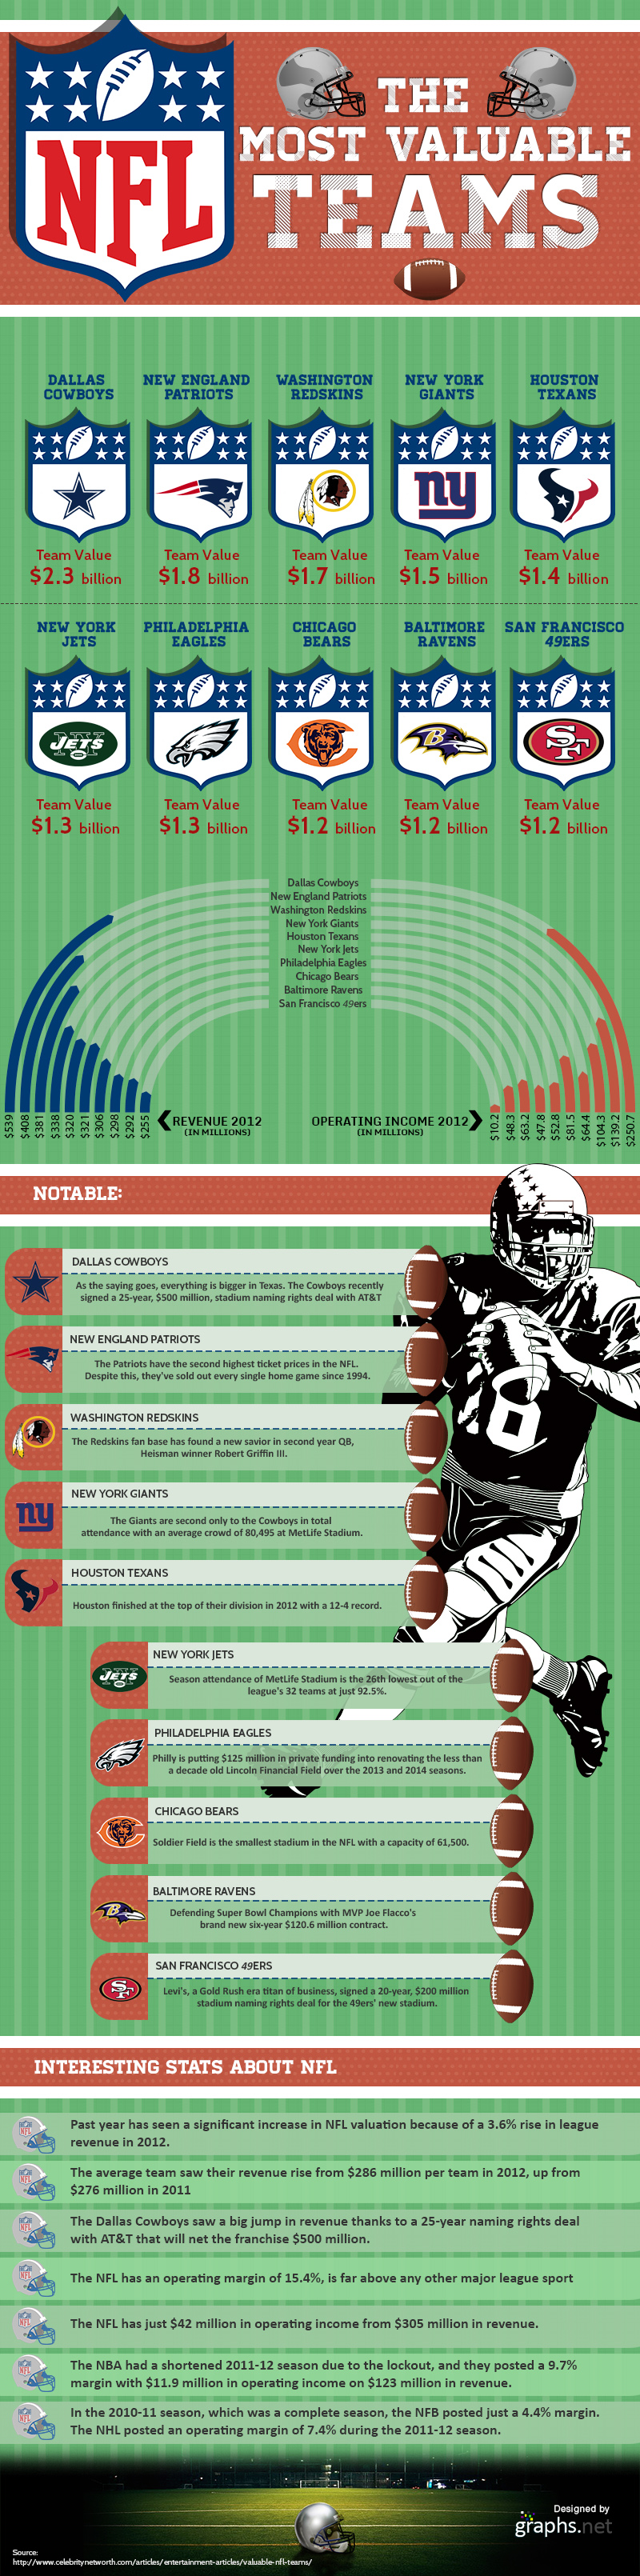 NFL
THE
MOST VALUABLE
TEAMS
DALLAS
COWBOYS
NEW ENGLAND
PATRIOTS
WASHINGTON
REDSKINS
NEW YORK
GIANTS
HOUSTON
TEXANS
ny
Team Value
$2.3 billion
Team Value
$1.8 billion
Team Value
$1.7 billion
Team Value
$1.5 billion
Team Value
$1.4 billion
NEW YORK
JETS
PHILADELPHIA
EAGLES
CHICAGO
BEARS
BALTIMORE
RAVENS
SAN FRANCISCO
49ERS
JETS
B
SF
Team Value
$1.3 billion
Team Value
$1.3 billion
Team Value
$1.2 billion
Team Value
$1.2 billion
Team Value
$1.2 billion
Dallas Cowboys
New England Patriots
Washington Redskins
New York Giants
Houston Texans
New York Jets
Philadelphia Eagles
Chicago Bears
Baltimore Ravens
San Francisco 49ers
$539
$408
$381
$338
$320
$321
$306
$298
$292
$255
REVENUE 2012
(IN MILLIONS)
OPERATING INCOME 2012
(IN MILLIONS)
$10.2
$48.3
$63.2
$47.8
$52.8
$81.5
$64.4
$104.3
$139.2
$250.7
NOTABLE:
18
DALLAS COWBOYS
As the saying goes, everything is bigger in Texas. The Cowboys recently
signed a 25-year, $500 million, stadium naming rights deal with AT&T
NEW ENGLAND PATRIOTS
The Patriots have the second highest ticket prices in the NFL.
Despite this, they've sold out every single home game since 1994.
WASHINGTON REDSKINS
The Redskins fan base has found a new savior in second year QB,
Heisman winner Robert Griffin III.
ny
NEW YORK GIANTS
The Giants are second only to the Cowboys in total
attendance with an average crowd of 80,495 at MetLife Stadium.
HOUSTON TEXANS
Houston finished at the top of their division in 2012 with a 12-4 record.
JETS
NEW YORK JETS
Season attendance of MetLife Stadium is the 26th lowest out of the
league's 32 teams at just 92.5%.
PHILADELPHIA EAGLES
Philly is putting $125 million in private funding into renovating the less than
a decade old Lincoln Financial Field over the 2013 and 2014 seasons.
CHICAGO BEARS
Soldier Field is the smallest stadium in the NFL with a capacity of 61,500.
BALTIMORE RAVENS
Defending Super Bowl Champions with MVP Joe Flacco's
brand new six-year $120.6 million contract.
SF
SAN FRANCISCO 49ERS
Levi's, a Gold Rush era titan of business, signed a 20-year, $200 million
stadium naming rights deal for the 49ers' new stadium.
INTERESTING STATS ABOUT NFL
Past year has seen a significant increase in NFL valuation because of a 3.6% rise in league
revenue in 2012.
The average team saw their revenue rise from $286 million per team in 2012, up from
$276 million in 2011
The Dallas Cowboys saw a big jump in revenue thanks to a 25-year naming rights deal
with AT&T that will net the franchise $500 million.
The NFL has an operating margin of 15.4%, is far above any other major league sport
The NFL has just $42 million in operating income from $305 million in revenue.
The NBA had a shortened 2011-12 season due to the lockout, and they posted a 9.7%
margin with $11.9 million in operating income on $123 million in revenue.
In the 2010-11 season, which was a complete season, the NFB posted just a 4.4% margin.
The NHL posted an operating margin of 7.4% during the 2011-12 season.
Designed by
graphs.net
Source:
http://www.celebritynetworth.com/articles/entertainment-articles/valuable-nfl-teams/